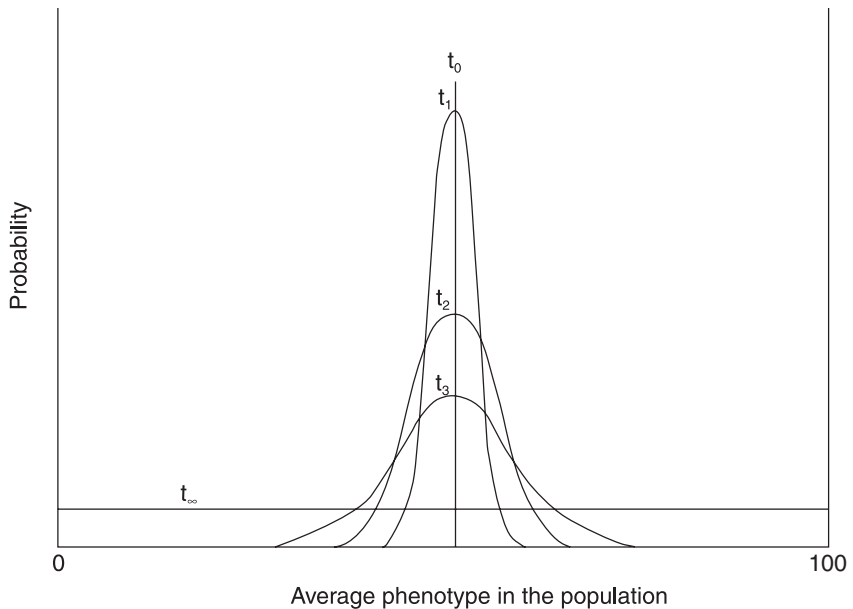 t₀
t₁
t₂
t₃
t∞
Probability
0
100
Average phenotype in the population